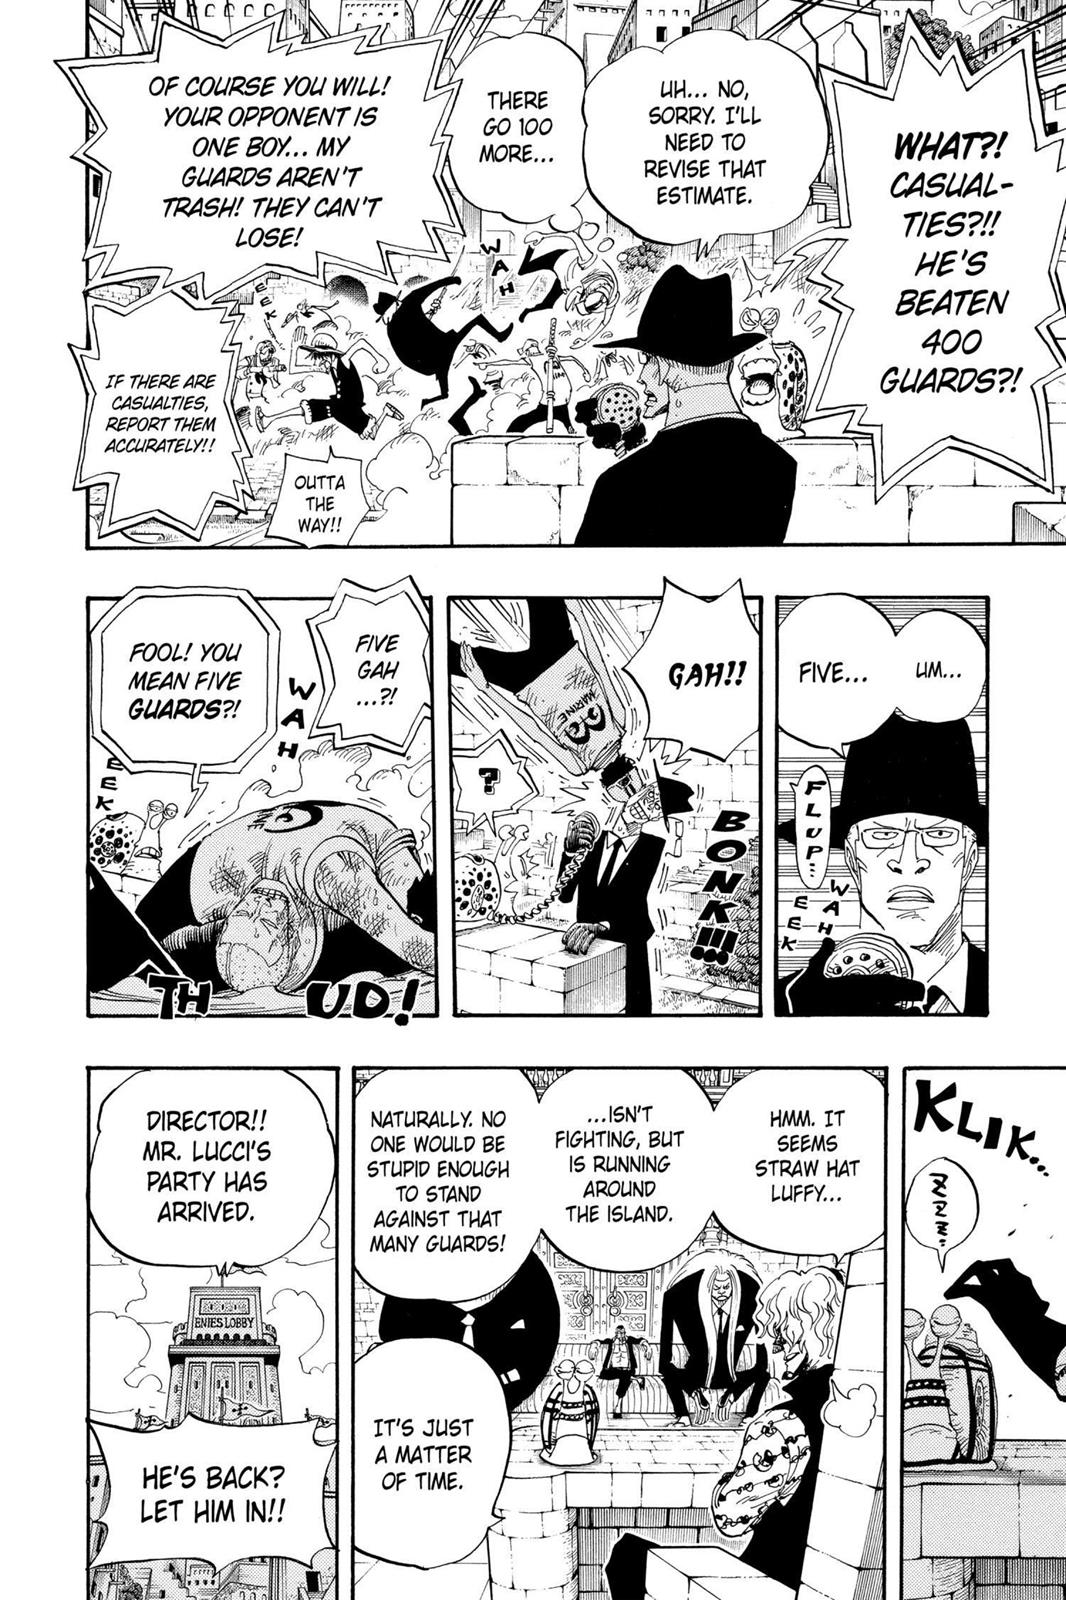 WHAT?!
CASUAL-
TIES?!!
HE'S
BEATEN
400
GUARDS?!
UH... NO,
SORRY. I'LL
NEED TO
REVISE THAT
ESTIMATE.
THERE
GO 100
MORE...
OF COURSE YOU WILL!
YOUR OPPONENT IS
ONE BOY... MY
GUARDS AREN'T
TRASH! THEY CAN'T
LOSE!
WAH
EEK
IF THERE ARE
CASUALTIES,
REPORT THEM
ACCURATELY!!
OUTTA
THE
WAY!!
UM...
FIVE...
FLUP...
WAH
EEK
GAH!!
MARINE
?
BONK!!!
FIVE
GAH
...?!
FOOL! YOU
MEAN FIVE
GUARDS?!
WAH
EEK
THUD!
KLIK...
ZZZ...
HMM. IT
SEEMS
STRAW HAT
LUFFY...
...ISN'T
FIGHTING, BUT
IS RUNNING
AROUND
THE ISLAND.
NATURALLY. NO
ONE WOULD BE
STUPID ENOUGH
TO STAND
AGAINST THAT
MANY GUARDS!
IT'S JUST
A MATTER
OF TIME.
DIRECTOR!!
MR. LUCCI'S
PARTY HAS
ARRIVED.
ENIES LOBBY
HE'S BACK?
LET HIM IN!!